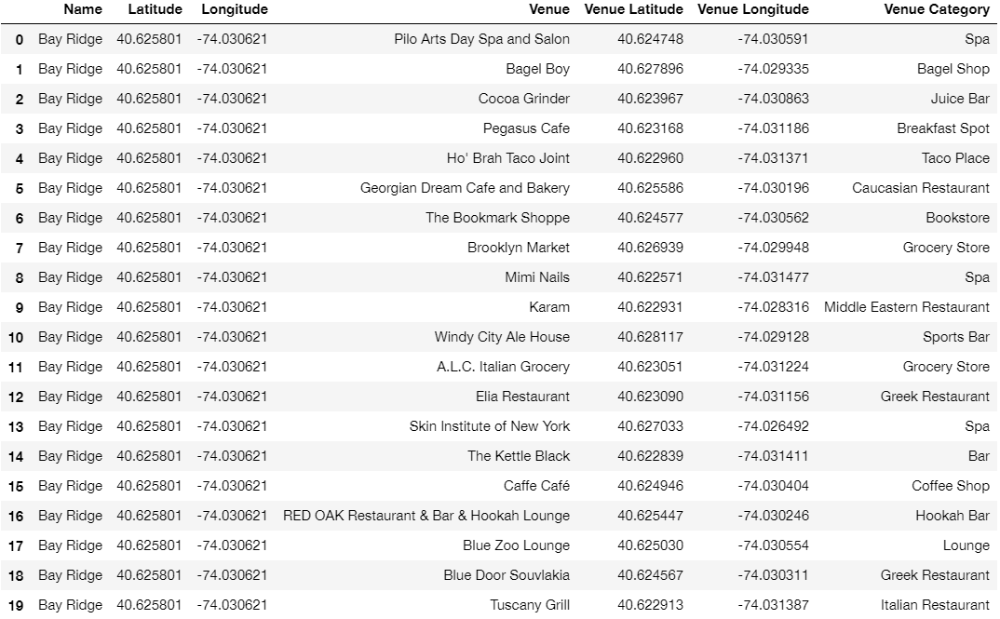 Name Latitude Longitude Venue Venue Latitude Venue Longitude Venue Category
0 Bay Ridge 40.625801 -74.030621 Pilo Arts Day Spa and Salon 40.624748 -74.030591 Spa
1 Bay Ridge 40.625801 -74.030621 Bagel Boy 40.627896 -74.029335 Bagel Shop
2 Bay Ridge 40.625801 -74.030621 Cocoa Grinder 40.623967 -74.030863 Juice Bar
3 Bay Ridge 40.625801 -74.030621 Pegasus Cafe 40.623168 -74.031186 Breakfast Spot
4 Bay Ridge 40.625801 -74.030621 Ho' Brah Taco Joint 40.622960 -74.031371 Taco Place
5 Bay Ridge 40.625801 -74.030621 Georgian Dream Cafe and Bakery 40.625586 -74.030196 Caucasian Restaurant
6 Bay Ridge 40.625801 -74.030621 The Bookmark Shoppe 40.624577 -74.030562 Bookstore
7 Bay Ridge 40.625801 -74.030621 Brooklyn Market 40.626939 -74.029948 Grocery Store
8 Bay Ridge 40.625801 -74.030621 Mimi Nails 40.622571 -74.031477 Spa
9 Bay Ridge 40.625801 -74.030621 Karam 40.622931 -74.028316 Middle Eastern Restaurant
10 Bay Ridge 40.625801 -74.030621 Windy City Ale House 40.628117 -74.029128 Sports Bar
11 Bay Ridge 40.625801 -74.030621 A.L.C. Italian Grocery 40.623051 -74.031224 Grocery Store
12 Bay Ridge 40.625801 -74.030621 Elia Restaurant 40.623090 -74.031156 Greek Restaurant
13 Bay Ridge 40.625801 -74.030621 Skin Institute of New York 40.627033 -74.026492 Spa
14 Bay Ridge 40.625801 -74.030621 The Kettle Black 40.622839 -74.031411 Bar
15 Bay Ridge 40.625801 -74.030621 Caffe Café 40.624946 -74.030404 Coffee Shop
16 Bay Ridge 40.625801 -74.030621 RED OAK Restaurant & Bar & Hookah Lounge 40.625447 -74.030246 Hookah Bar
17 Bay Ridge 40.625801 -74.030621 Blue Zoo Lounge 40.625030 -74.030554 Lounge
18 Bay Ridge 40.625801 -74.030621 Blue Door Souvlakia 40.624567 -74.030311 Greek Restaurant
19 Bay Ridge 40.625801 -74.030621 Tuscany Grill 40.622913 -74.031387 Italian Restaurant